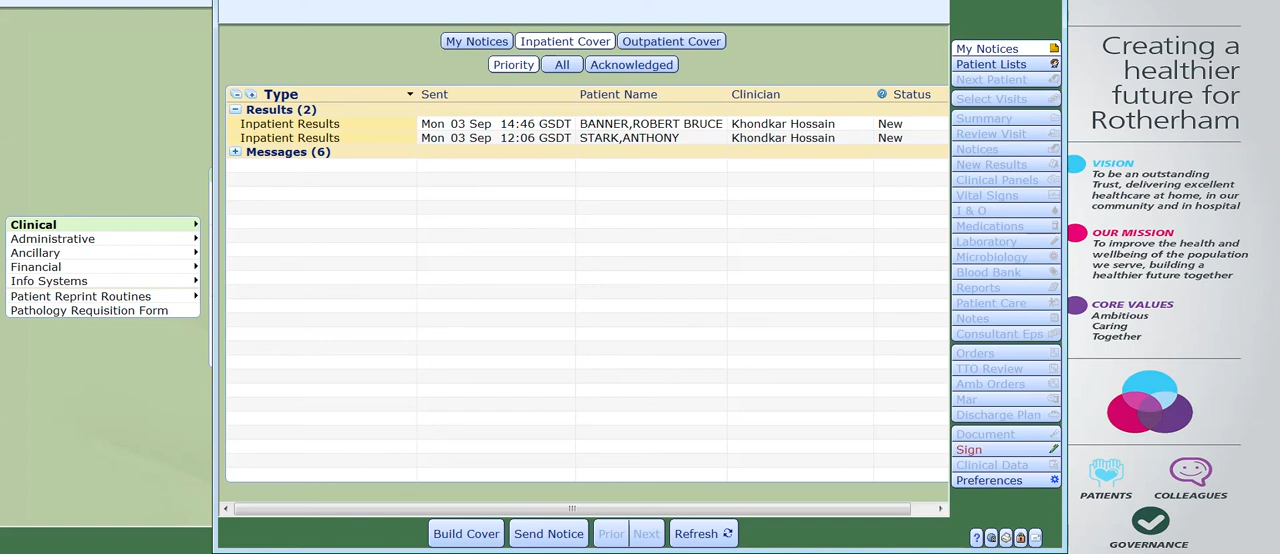 My Notices Inpatient Cover Outpatient Cover
Priority All Acknowledged
Type Sent Patient Name Clinician Status
Results (2)
Inpatient Results Mon 03 Sep 14:46 GSDT BANNER,ROBERT BRUCE Khondkar Hossain New
Inpatient Results Mon 03 Sep 12:06 GSDT STARK,ANTHONY Khondkar Hossain New
Messages (6)
Clinical
Administrative
Ancillary
Financial
Info Systems
Patient Reprint Routines
Pathology Requisition Form
Build Cover Send Notice Prior Next Refresh
My Notices
Patient Lists
Next Patient
Select Visits
Summary
Review Visit
Notices
New Results
Clinical Panels
Vital Signs
I & O
Medications
Laboratory
Microbiology
Blood Bank
Reports
Patient Care
Notes
Consultant Eps
Orders
TTO Review
Amb Orders
Mar
Discharge Plan
Document
Sign
Clinical Data
Preferences
Creating a
healthier
future for
Rotherham
VISION
To be an outstanding
Trust, delivering excellent
healthcare at home, in our
community and in hospital
OUR MISSION
To improve the health and
wellbeing of the population
we serve, building a
healthier future together
CORE VALUES
Ambitious
Caring
Together
PATIENTS COLLEAGUES
GOVERNANCE